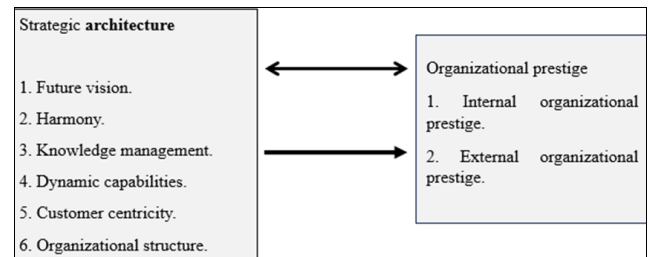 Strategic architecture
1. Future vision.
2. Harmony.
3. Knowledge management.
4. Dynamic capabilities.
5. Customer centricity.
6. Organizational structure.
Organizational prestige
1. Internal organizational
prestige.
2. External organizational
prestige.